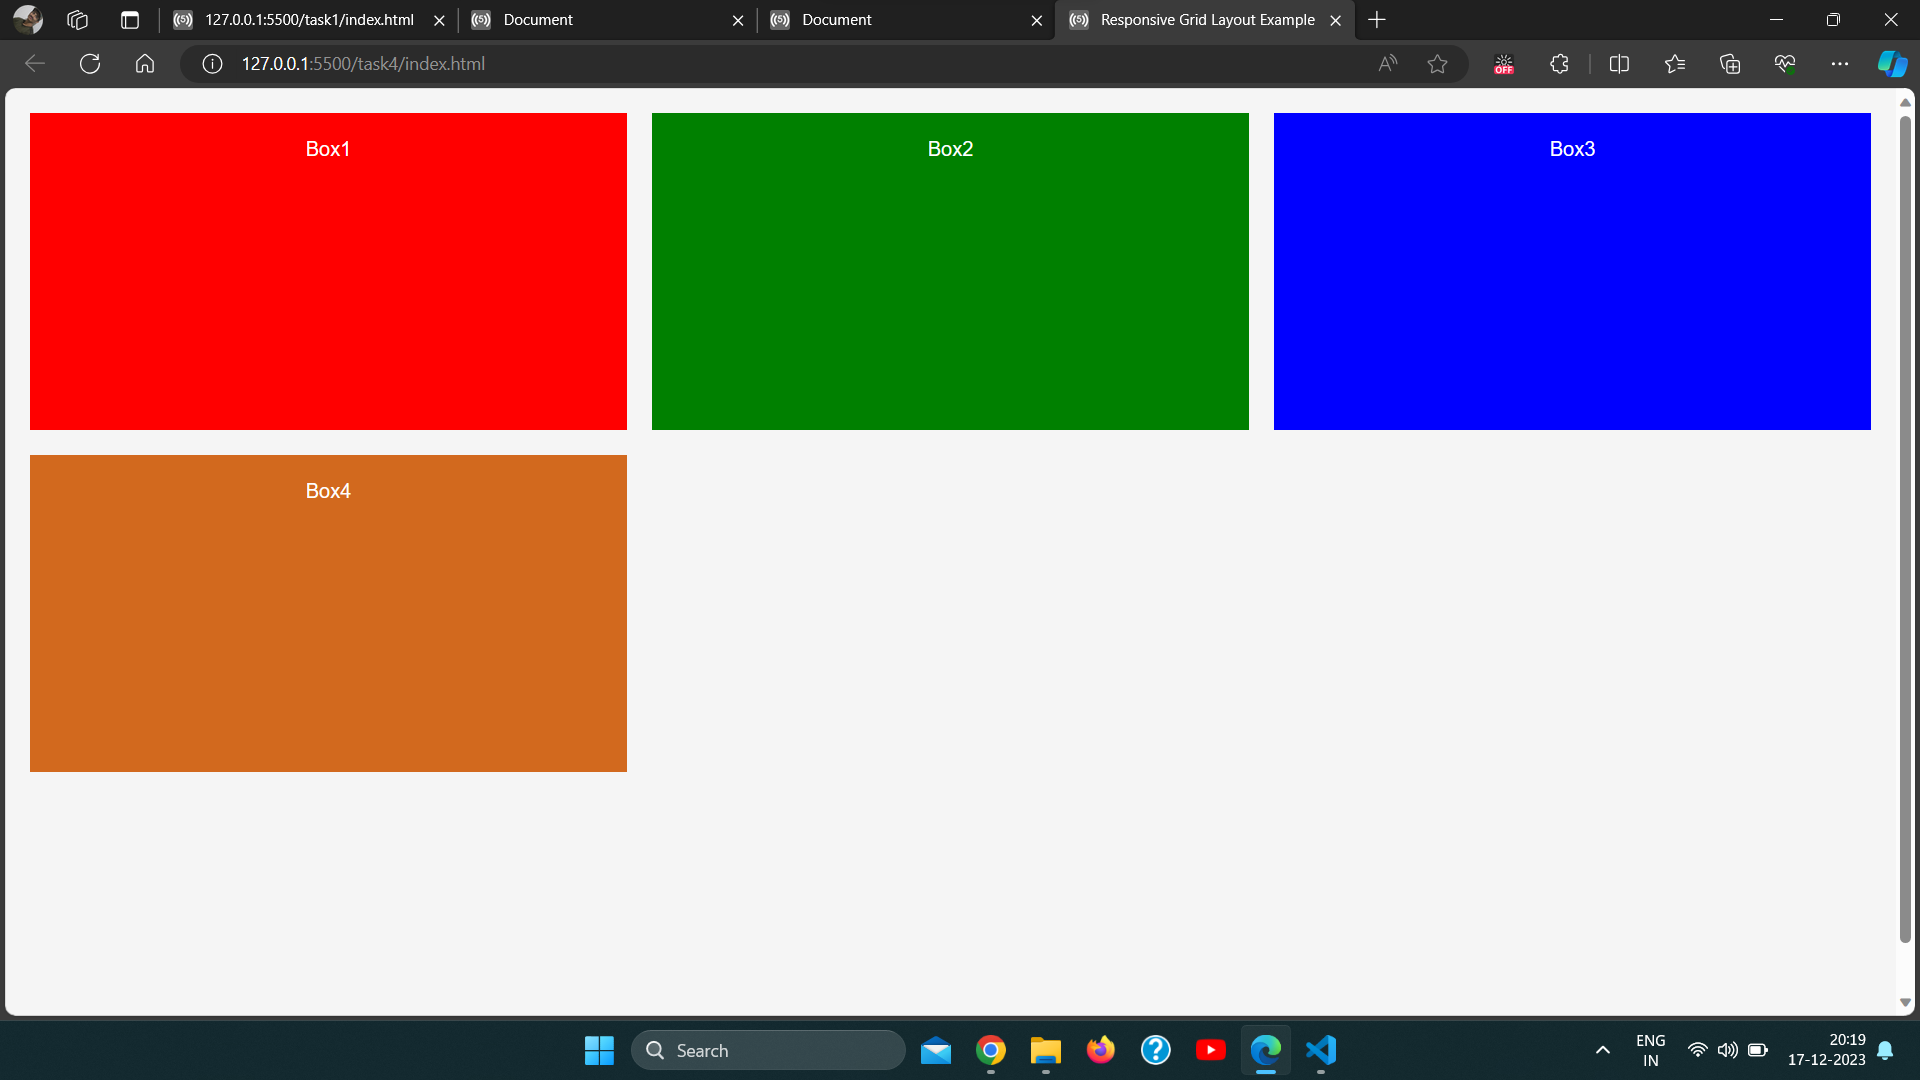 127.0.0.1:5500/task1/index.html
Document
Document
Responsive Grid Layout Example
127.0.0.1:5500/task4/index.html
OFF
Box1
Box2
Box3
Box4
Search
ENG
IN
20:19
17-12-2023